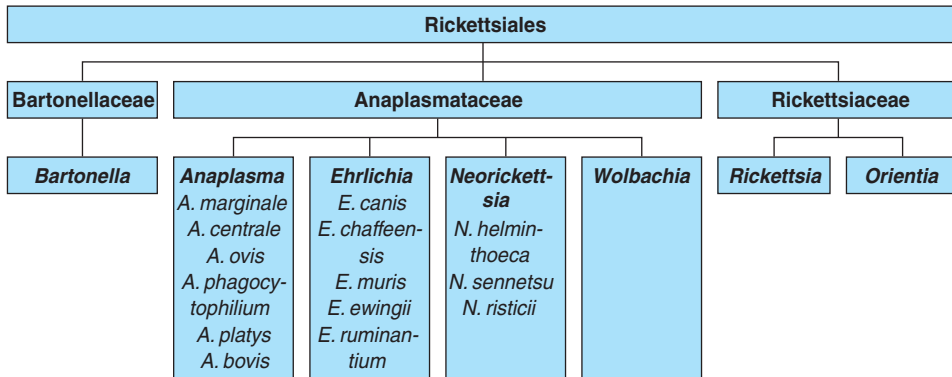 Rickettsiales
Bartonellaceae
Anaplasmataceae
Rickettsiaceae
Bartonella
Anaplasma
A. marginale
A. centrale
A. ovis
A. phagocy-
tophilium
A. platys
A. bovis
Ehrlichia
E. canis
E. chaffeen-
sis
E. muris
E. ewingii
E. ruminan-
tium
Neorickett-
sia
N. helmin-
thoeca
N. sennetsu
N. risticii
Wolbachia
Rickettsia
Orientia